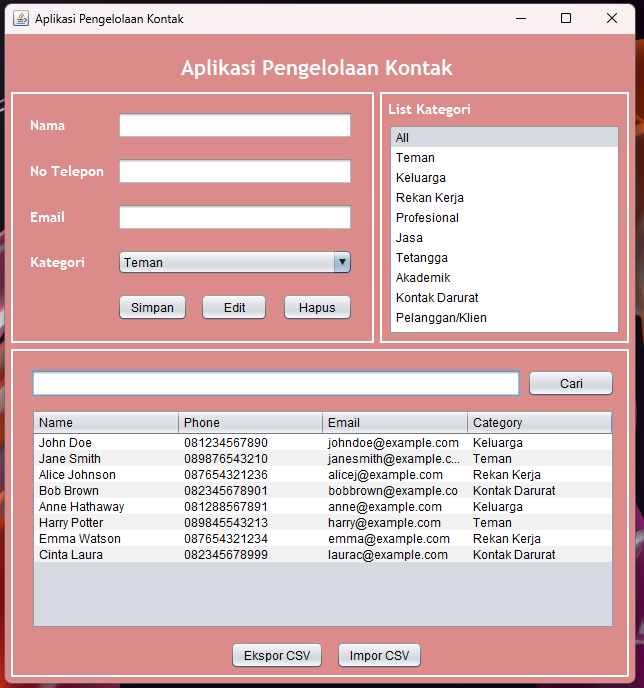 Aplikasi Pengelolaan Kontak
Aplikasi Pengelolaan Kontak
Nama
No Telepon
Email
Kategori Teman
Simpan Edit Hapus
List Kategori
All
Teman
Keluarga
Rekan Kerja
Profesional
Jasa
Tetangga
Akademik
Kontak Darurat
Pelanggan/Klien
Cari
Name Phone Email Category
John Doe 081234567890 johndoe@example.com Keluarga
Jane Smith 089876543210 janesmith@example.c... Teman
Alice Johnson 087654321236 alicej@example.com Rekan Kerja
Bob Brown 082345678901 bobbrown@example.co Kontak Darurat
Anne Hathaway 081288567891 anne@example.com Keluarga
Harry Potter 089845543213 harry@example.com Teman
Emma Watson 087654321234 emma@example.com Rekan Kerja
Cinta Laura 082345678999 laurac@example.com Kontak Darurat
Ekspor CSV Impor CSV